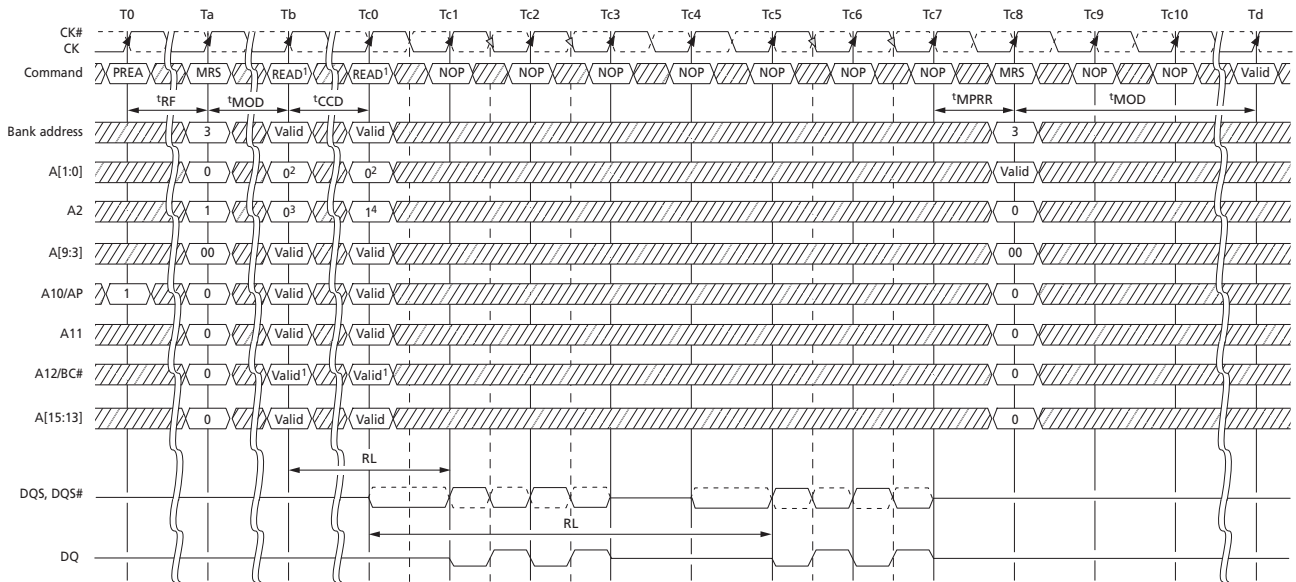 T0 Ta Tb Tc0 Tc1 Tc2 Tc3 Tc4 Tc5 Tc6 Tc7 Tc8 Tc9 Tc10 Td
CK#
CK
Command PREA MRS READ1 READ1 NOP NOP NOP NOP NOP NOP NOP MRS NOP NOP Valid
tRF tMOD tCCD tMPRR tMOD
Bank address 3 Valid Valid 3
A[1:0] 0 0² 0² Valid
A2 1 0³ 1⁴ 0
A[9:3] 00 Valid Valid 00
A10/AP 1 0 Valid Valid 0
A11 0 Valid Valid 0
A12/BC# 0 Valid1 Valid1 0
A[15:13] 0 Valid Valid 0
RL
DQS, DQS#
RL
DQ